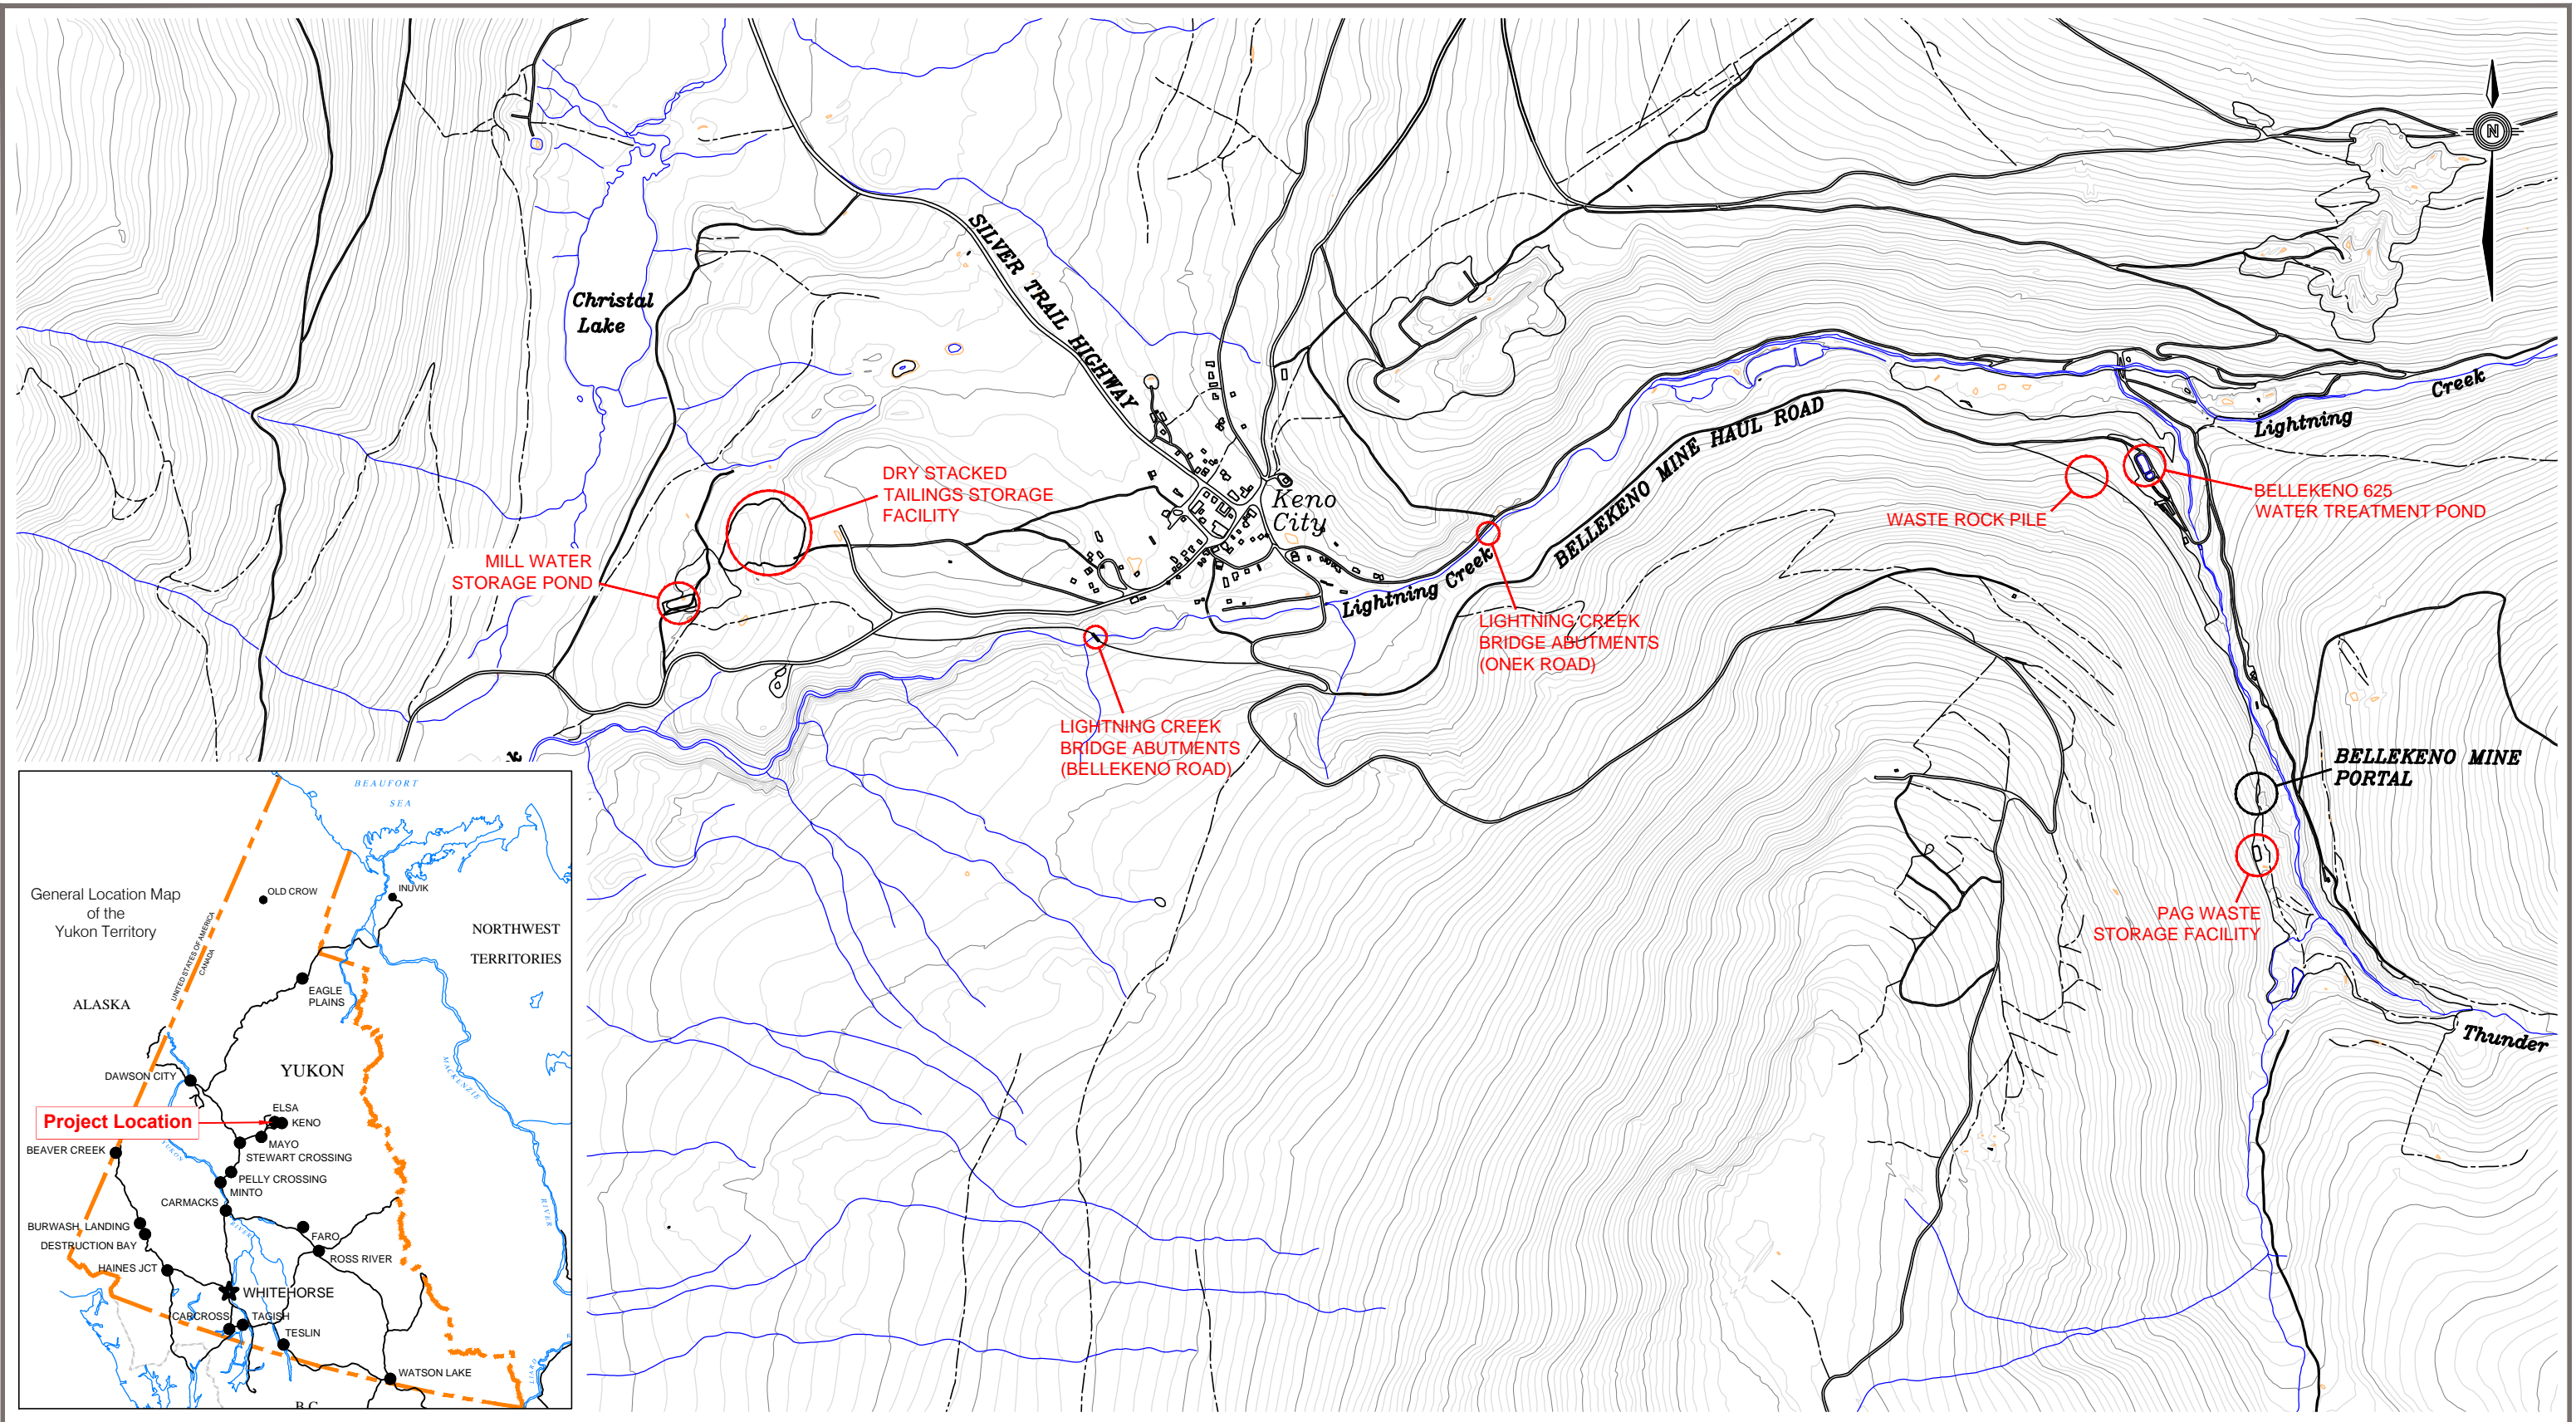 N
SILVER TRAIL HIGHWAY
Christal
Lake
Creek
Lightning
BELLEKENO MINE HAUL ROAD
DRY STACKED
TAILINGS STORAGE
FACILITY
Keno
City
BELLEKENO 625
WATER TREATMENT POND
WASTE ROCK PILE
MILL WATER
STORAGE POND
Lightning Creek
LIGHTNING CREEK
BRIDGE ABUTMENTS
(ONEK ROAD)
LIGHTNING CREEK
BRIDGE ABUTMENTS
(BELLEKENO ROAD)
BELLEKENO MINE
PORTAL
PAG WASTE
STORAGE FACILITY
Thunder
BEAUFORT
SEA
General Location Map
of the
Yukon Territory
OLD CROW
INUVIK
UNITED STATES OF AMERICA
CANADA
NORTHWEST
TERRITORIES
ALASKA
EAGLE
PLAINS
MACKENZIE
YUKON
DAWSON CITY
ELSA
Project Location
KENO
MAYO
BEAVER CREEK
YUKON
STEWART CROSSING
PELLY CROSSING
MINTO
CARMACKS
RIVER
RIVER
BURWASH LANDING
FARO
DESTRUCTION BAY
ROSS RIVER
HAINES JCT
WHITEHORSE
CARCROSS
TAGISH
TESLIN
WATSON LAKE
LIARD
B.C.